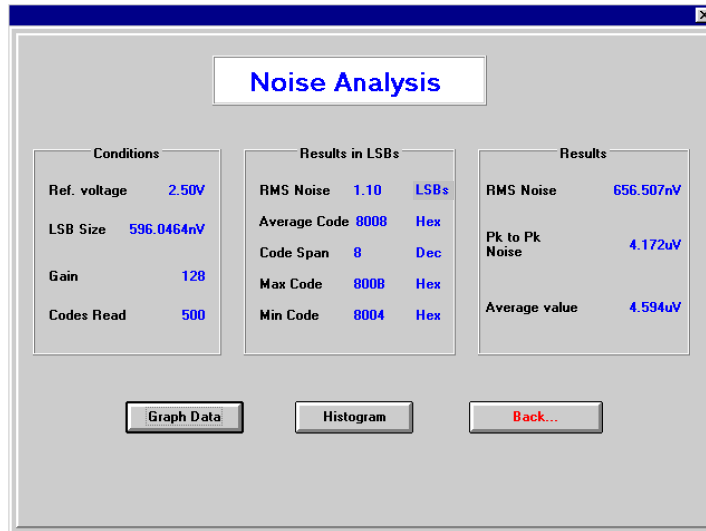 Noise Analysis
Conditions
Ref. voltage 2.50V
LSB Size 596.0464nV
Gain 128
Codes Read 500
Results in LSBs
RMS Noise 1.10 LSBs
Average Code 8008 Hex
Code Span 8 Dec
Max Code 800B Hex
Min Code 8004 Hex
Results
RMS Noise 656.507nV
Pk to Pk
Noise 4.172uV
Average value 4.594uV
Graph Data
Histogram
Back...